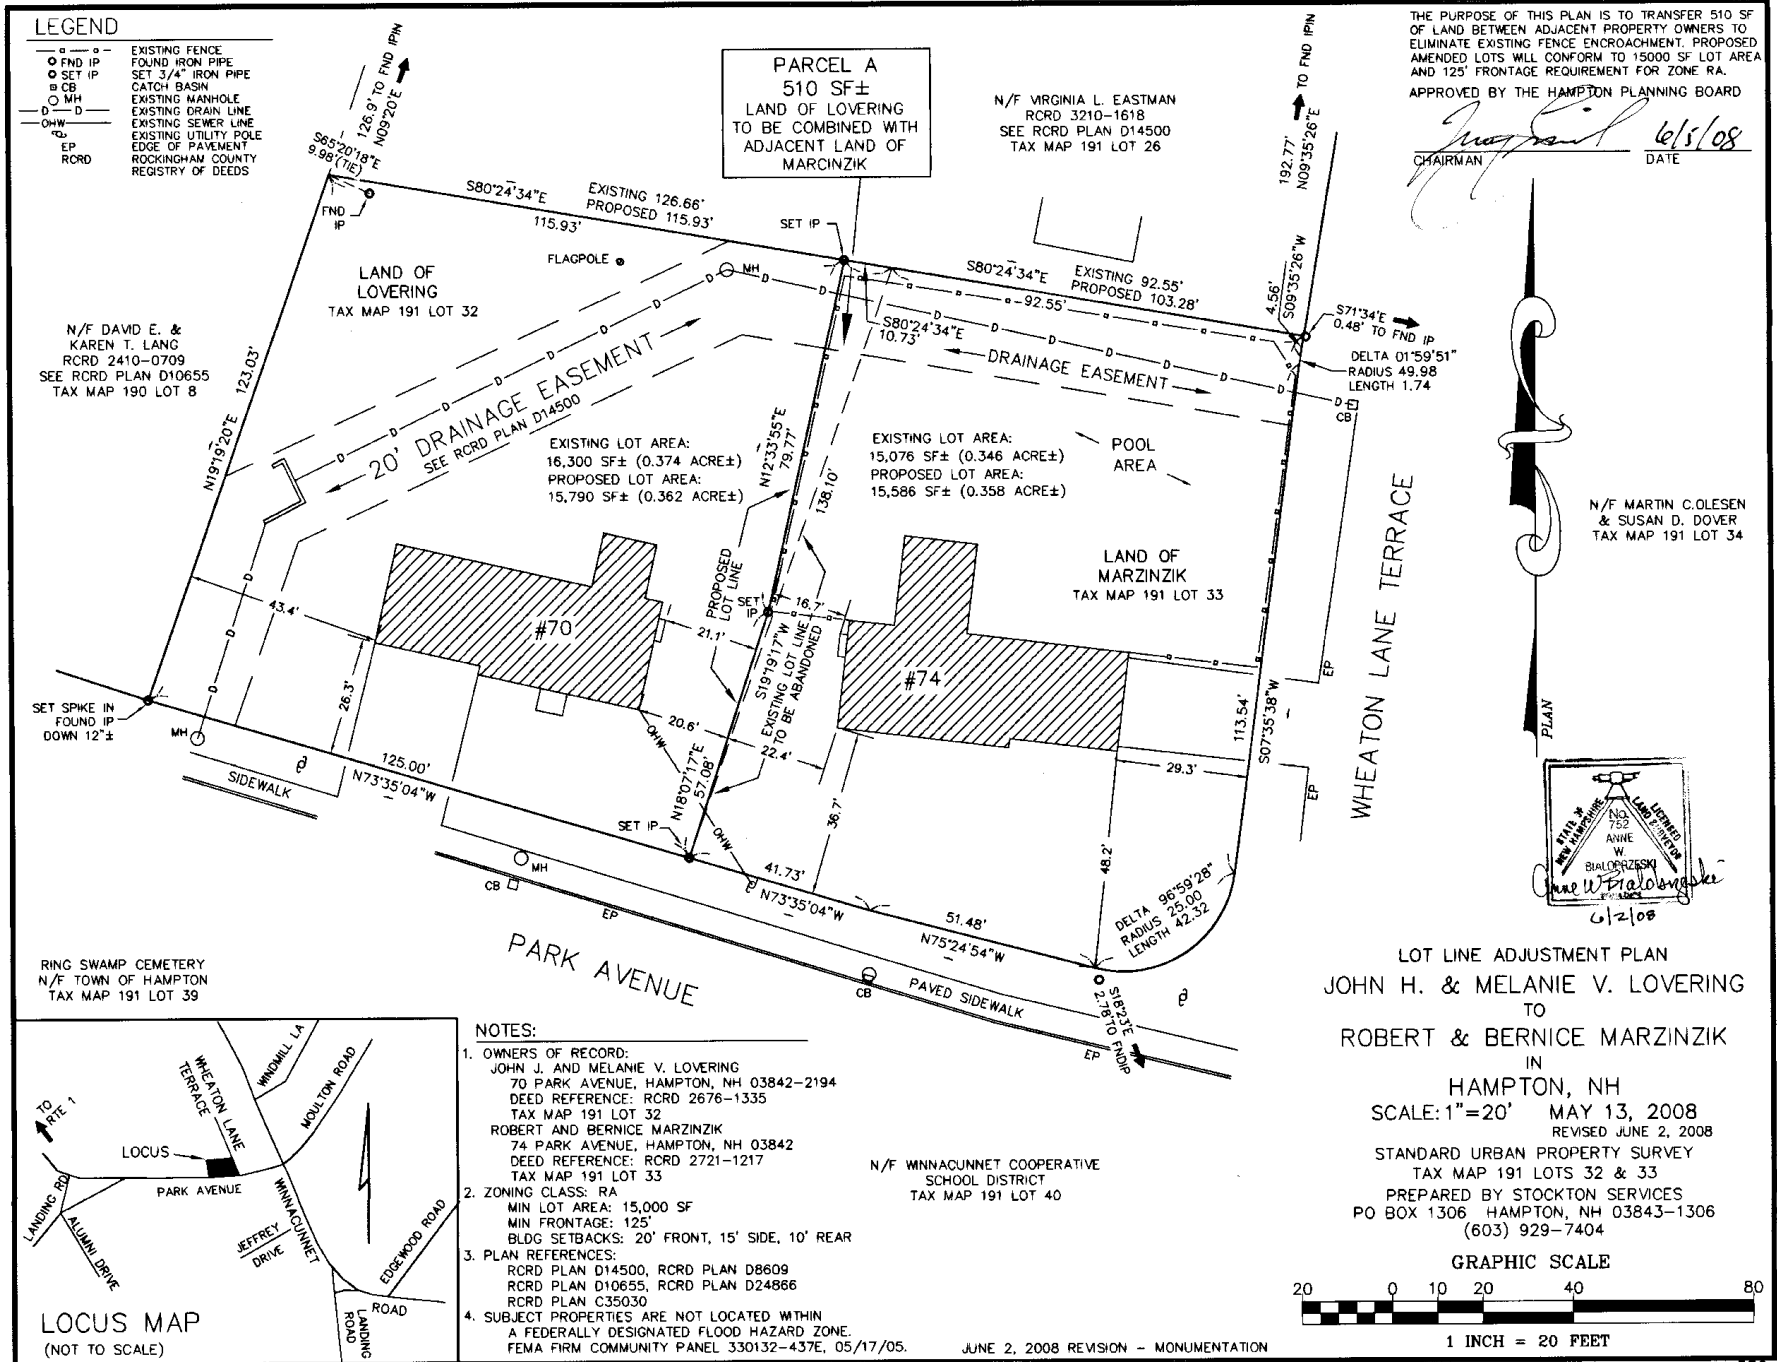 LEGEND
EXISTING FENCE
FND IP FOUND IRON PIPE
SET IP SET 3/4" IRON PIPE
CB CATCH BASIN
MH EXISTING MANHOLE
D D EXISTING DRAIN LINE
OHW EXISTING SEWER LINE
EXISTING UTILITY POLE
EP EDGE OF PAVEMENT
RCRD ROCKINGHAM COUNTY
REGISTRY OF DEEDS
126.9' TO FND IPIN
N09°20'E
S65°20'18"E
9.98'(TIE)
FND
IP
PARCEL A
510 SF±
LAND OF LOVERING
TO BE COMBINED WITH
ADJACENT LAND OF
MARCINZIK
N/F VIRGINIA L. EASTMAN
RCRD 3210-1618
SEE RCRD PLAN D14500
TAX MAP 191 LOT 26
TO FND IPIN
192.77'
N09°35'26"E
THE PURPOSE OF THIS PLAN IS TO TRANSFER 510 SF
OF LAND BETWEEN ADJACENT PROPERTY OWNERS TO
ELIMINATE EXISTING FENCE ENCROACHMENT. PROPOSED
AMENDED LOTS WILL CONFORM TO 15000 SF LOT AREA
AND 125' FRONTAGE REQUIREMENT FOR ZONE RA.
APPROVED BY THE HAMPTON PLANNING BOARD
6/5/08
CHAIRMAN DATE
S80°24'34"E
EXISTING 126.66'
PROPOSED 115.93'
115.93'
SET IP
FLAGPOLE
MH
LAND OF
LOVERING
TAX MAP 191 LOT 32
N/F DAVID E. &
KAREN T. LANG
RCRD 2410-0709
SEE RCRD PLAN D10655
TAX MAP 190 LOT 8
N19°19'20"E 123.03'
20' DRAINAGE EASEMENT
SEE RCRD PLAN D14500
S80°24'34"E
EXISTING 92.55'
PROPOSED 103.28'
92.55'
S80°24'34"E
10.73'
DRAINAGE EASEMENT
4.56'
S09°35'26"W
S71°34'E
0.48' TO FND IP
DELTA 01°59'51"
RADIUS 49.98
LENGTH 1.74
D
CB
EXISTING LOT AREA:
16,300 SF± (0.374 ACRE±)
PROPOSED LOT AREA:
15,790 SF± (0.362 ACRE±)
N12°33'55"E
79.77'
138.10'
EXISTING LOT AREA:
15,076 SF± (0.346 ACRE±)
PROPOSED LOT AREA:
15,586 SF± (0.358 ACRE±)
POOL
AREA
LAND OF
MARZINZIK
TAX MAP 191 LOT 33
WHEATON LANE TERRACE
N/F MARTIN C.OLESEN
& SUSAN D. DOVER
TAX MAP 191 LOT 34
PLAN
PROPOSED
LOT LINE
SET
IP
16.7'
21.1'
43.4'
26.3'
#70
#74
S19°19'17"W
EXISTING LOT LINE
TO BE ABANDONED
20.6'
22.4'
OHW
OHW
N18°07'17"E
57.08'
36.7'
29.3'
48.2'
113.54'
S07°35'38"W
EP
EP
SET SPIKE IN
FOUND IP
DOWN 12"±
MH
SIDEWALK
125.00'
N73°35'04"W
SET IP
MH
CB
EP
41.73'
N73°35'04"W
51.48'
N75°24'54"W
DELTA 96°59'28"
RADIUS 25.00
LENGTH 42.32
CB
PAVED SIDEWALK
S18°23'E
2.78'TO FNDIP
EP
PARK AVENUE
STATE OF
NEW HAMPSHIRE
LICENSED
LAND SURVEYOR
No.
752
ANNE
W.
BIALOBRZESKI
Anne W Bialobrzeski
6/2/08
RING SWAMP CEMETERY
N/F TOWN OF HAMPTON
TAX MAP 191 LOT 39
TO
RTE 1
WHEATON LANE
TERRACE
WINDMILL LA
MOULTON ROAD
LOCUS
PARK AVENUE
LANDING RD
ALUMNI DRIVE
JEFFREY
DRIVE
WINNACUNNET
EDGEWOOD ROAD
ROAD
LANDING
ROAD
LOCUS MAP
(NOT TO SCALE)
NOTES:
1. OWNERS OF RECORD:
JOHN J. AND MELANIE V. LOVERING
70 PARK AVENUE, HAMPTON, NH 03842-2194
DEED REFERENCE: RCRD 2676-1335
TAX MAP 191 LOT 32
ROBERT AND BERNICE MARZINZIK
74 PARK AVENUE, HAMPTON, NH 03842
DEED REFERENCE: RCRD 2721-1217
TAX MAP 191 LOT 33
2. ZONING CLASS: RA
MIN LOT AREA: 15,000 SF
MIN FRONTAGE: 125'
BLDG SETBACKS: 20' FRONT, 15' SIDE, 10' REAR
3. PLAN REFERENCES:
RCRD PLAN D14500, RCRD PLAN D8609
RCRD PLAN D10655, RCRD PLAN D24866
RCRD PLAN C35030
4. SUBJECT PROPERTIES ARE NOT LOCATED WITHIN
A FEDERALLY DESIGNATED FLOOD HAZARD ZONE.
FEMA FIRM COMMUNITY PANEL 330132-437E, 05/17/05.
N/F WINNACUNNET COOPERATIVE
SCHOOL DISTRICT
TAX MAP 191 LOT 40
JUNE 2, 2008 REVISION - MONUMENTATION
LOT LINE ADJUSTMENT PLAN
JOHN H. & MELANIE V. LOVERING
TO
ROBERT & BERNICE MARZINZIK
IN
HAMPTON, NH
SCALE: 1"=20' MAY 13, 2008
REVISED JUNE 2, 2008
STANDARD URBAN PROPERTY SURVEY
TAX MAP 191 LOTS 32 & 33
PREPARED BY STOCKTON SERVICES
PO BOX 1306 HAMPTON, NH 03843-1306
(603) 929-7404
GRAPHIC SCALE
20 0 10 20 40 80
1 INCH = 20 FEET